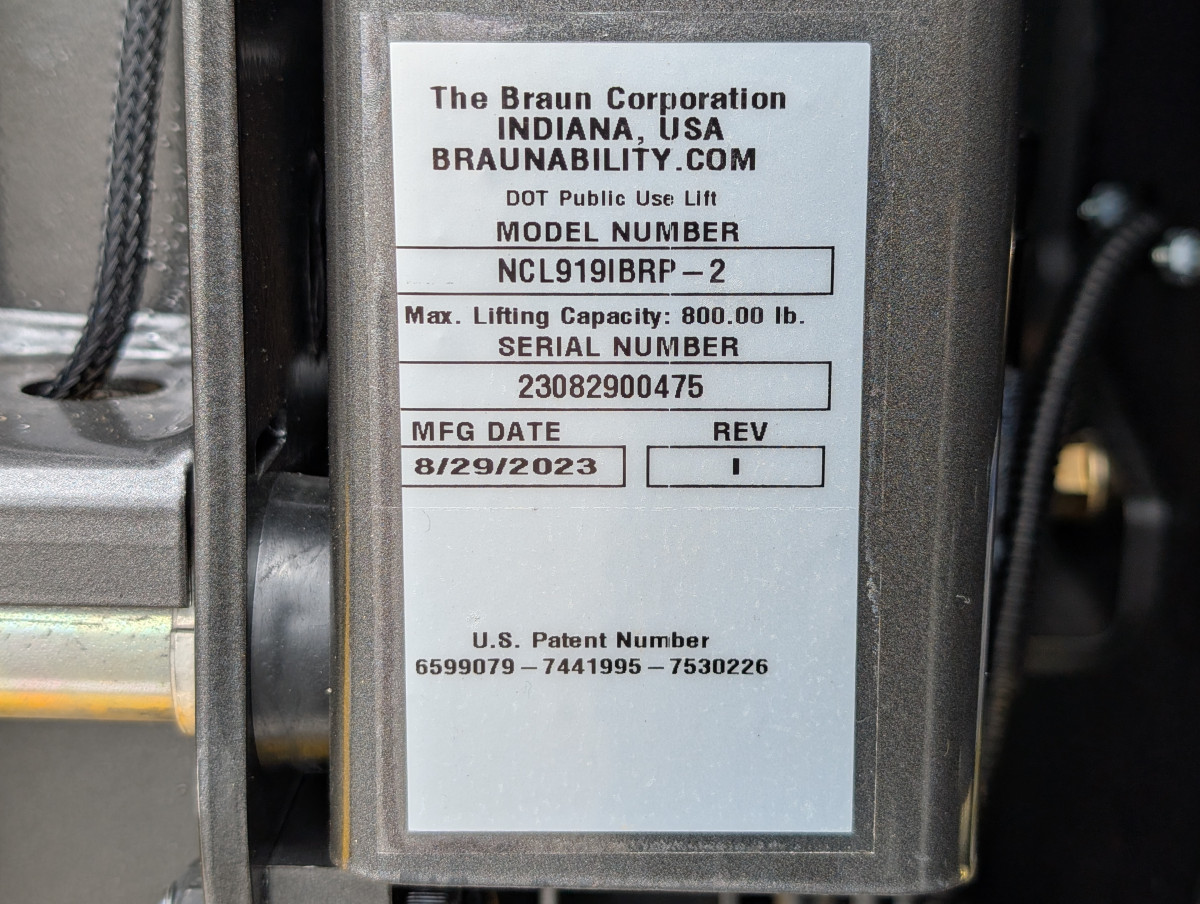 The Braun Corporation
INDIANA, USA
BRAUNABILITY.COM
DOT Public Use Lift
MODEL NUMBER
NCL919IBRP-2
Max. Lifting Capacity: 800.00 lb.
SERIAL NUMBER
23082900475
MFG DATE REV
8/29/2023 I
U.S. Patent Number
6599079-7441995-7530226